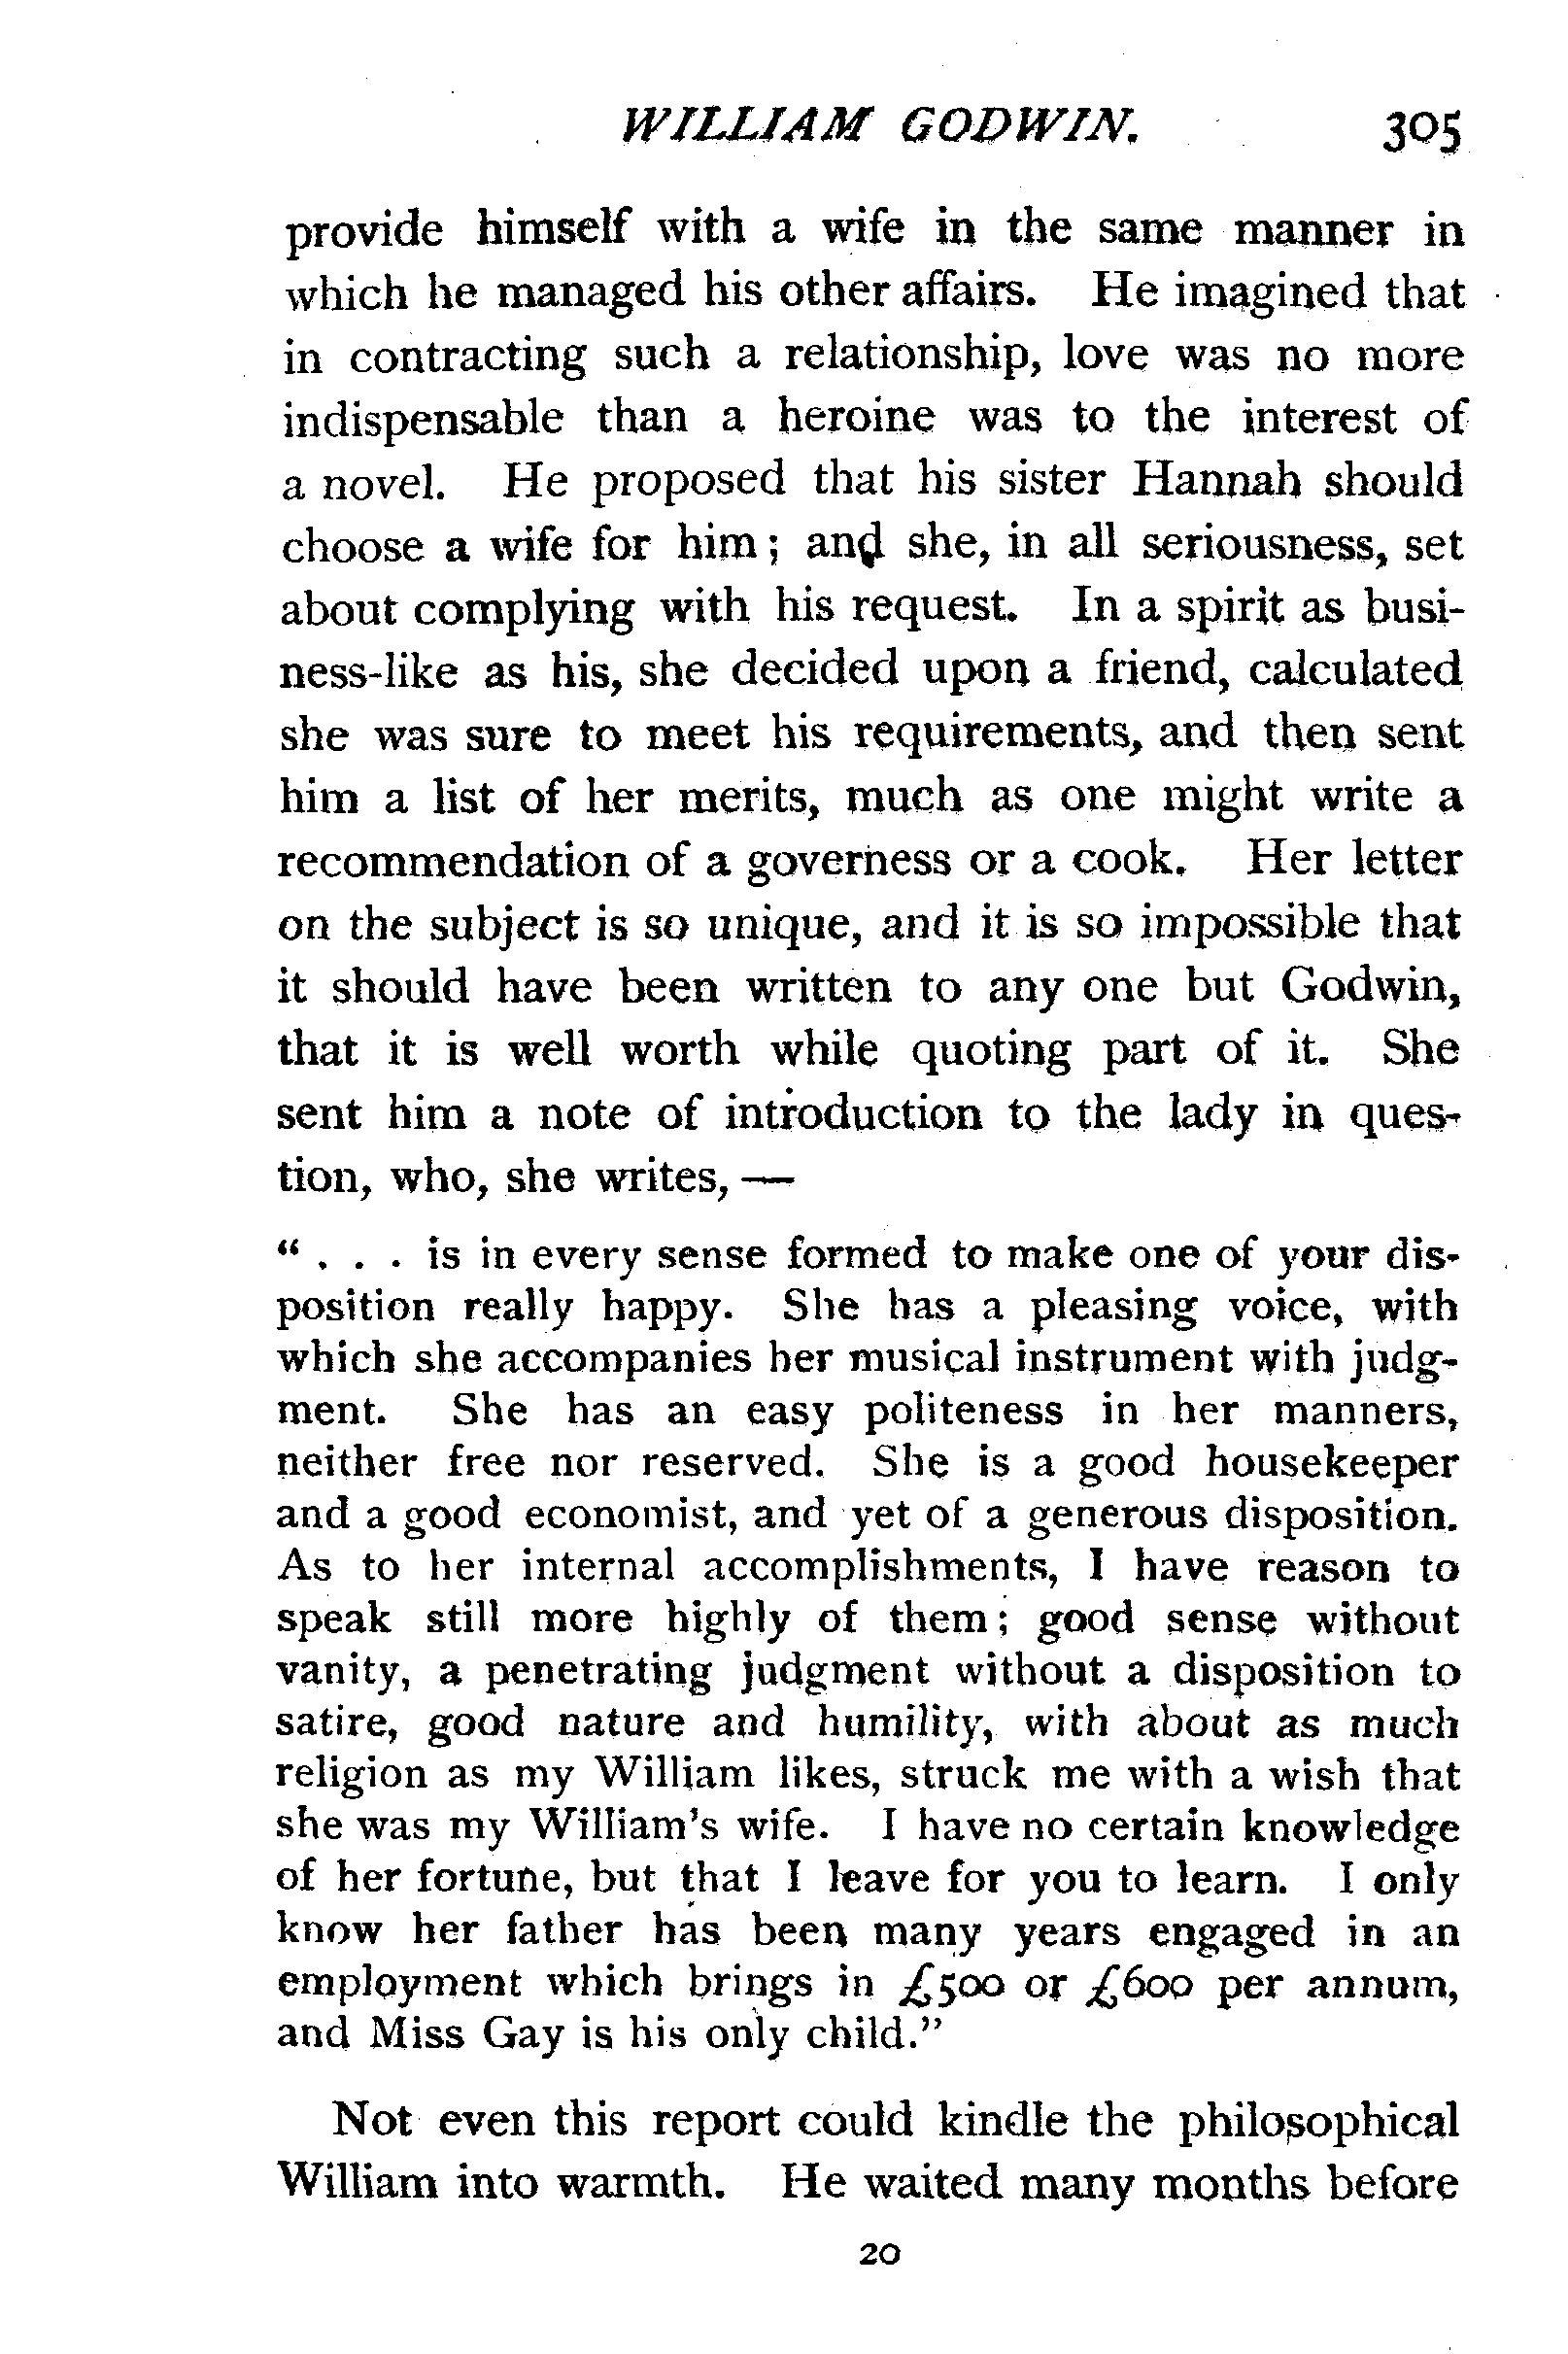 WILLIAM GODWIN. 305
provide himself with a wife in the same manner in
which he managed his other affairs. He imagined that
in contracting such a relationship, love was no more
indispensable than a heroine was to the interest of
a novel. He proposed that his sister Hannah should
choose a wife for him; and she, in all seriousness, set
about complying with his request. In a spirit as busi-
ness-like as his, she decided upon a friend, calculated
she was sure to meet his requirements, and then sent
him a list of her merits, much as one might write a
recommendation of a governess or a cook. Her letter
on the subject is so unique, and it is so impossible that
it should have been written to any one but Godwin,
that it is well worth while quoting part of it. She
sent him a note of introduction to the lady in ques-
tion, who, she writes, —
“ . . . is in every sense formed to make one of your dis-
position really happy. She has a pleasing voice, with
which she accompanies her musical instrument with judg-
ment. She has an easy politeness in her manners,
neither free nor reserved. She is a good housekeeper
and a good economist, and yet of a generous disposition.
As to her internal accomplishments, I have reason to
speak still more highly of them; good sense without
vanity, a penetrating judgment without a disposition to
satire, good nature and humility, with about as much
religion as my William likes, struck me with a wish that
she was my William's wife. I have no certain knowledge
of her fortune, but that I leave for you to learn. I only
know her father has been many years engaged in an
employment which brings in £500 or £600 per annum,
and Miss Gay is his only child.”
Not even this report could kindle the philosophical
William into warmth. He waited many months before
20